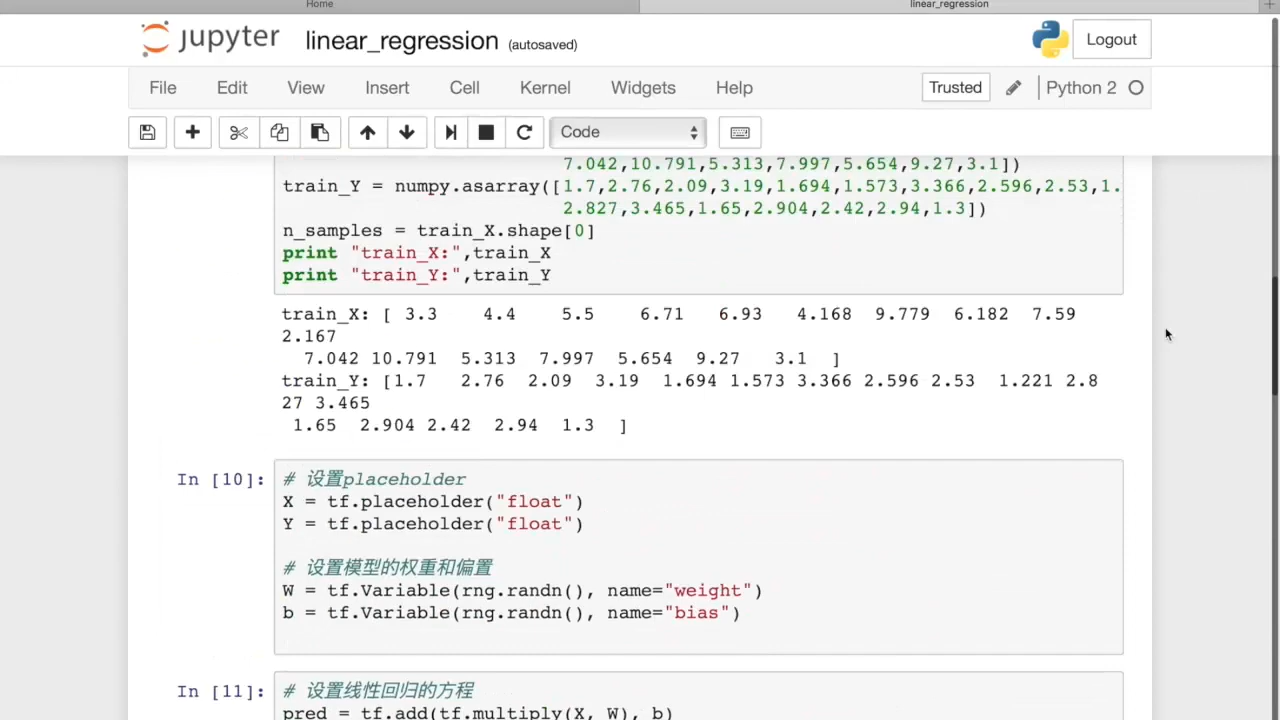 Home
linear_regression
jupyter
linear_regression (autosaved)
Logout
File Edit View Insert Cell Kernel Widgets Help
Trusted
Python 2
Code
7.042,10.791,5.313,7.997,5.654,9.27,3.1])
train_Y = numpy.asarray([1.7,2.76,2.09,3.19,1.694,1.573,3.366,2.596,2.53,1.
2.827,3.465,1.65,2.904,2.42,2.94,1.3])
n_samples = train_X.shape[0]
print "train_X:",train_X
print "train_Y:",train_Y
train_X: [ 3.3 4.4 5.5 6.71 6.93 4.168 9.779 6.182 7.59
2.167
7.042 10.791 5.313 7.997 5.654 9.27 3.1 ]
train_Y: [1.7 2.76 2.09 3.19 1.694 1.573 3.366 2.596 2.53 1.221 2.8
27 3.465
1.65 2.904 2.42 2.94 1.3 ]
In [10]:
# 设置placeholder
X = tf.placeholder("float")
Y = tf.placeholder("float")
# 设置模型的权重和偏置
W = tf.Variable(rng.randn(), name="weight")
b = tf.Variable(rng.randn(), name="bias")
In [11]:
# 设置线性回归的方程
pred = tf.add(tf.multiply(X, W), b)